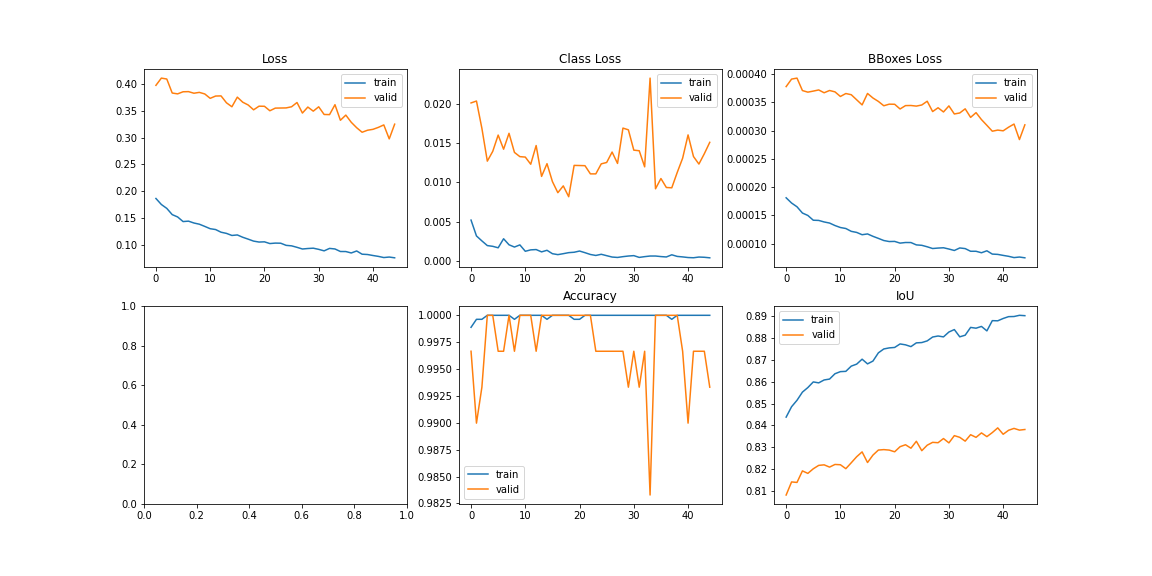 Loss
train
valid
0.40
0.35
0.30
0.25
0.20
0.15
0.10
0 10 20 30 40
Class Loss
train
valid
0.020
0.015
0.010
0.005
0.000
0 10 20 30 40
BBoxes Loss
train
valid
0.00040
0.00035
0.00030
0.00025
0.00020
0.00015
0.00010
0 10 20 30 40
1.0
0.8
0.6
0.4
0.2
0.0
0.0 0.2 0.4 0.6 0.8 1.0
Accuracy
1.0000
0.9975
0.9950
0.9925
0.9900
0.9875
0.9850
0.9825
train
valid
0 10 20 30 40
IoU
train
valid
0.89
0.88
0.87
0.86
0.85
0.84
0.83
0.82
0.81
0 10 20 30 40